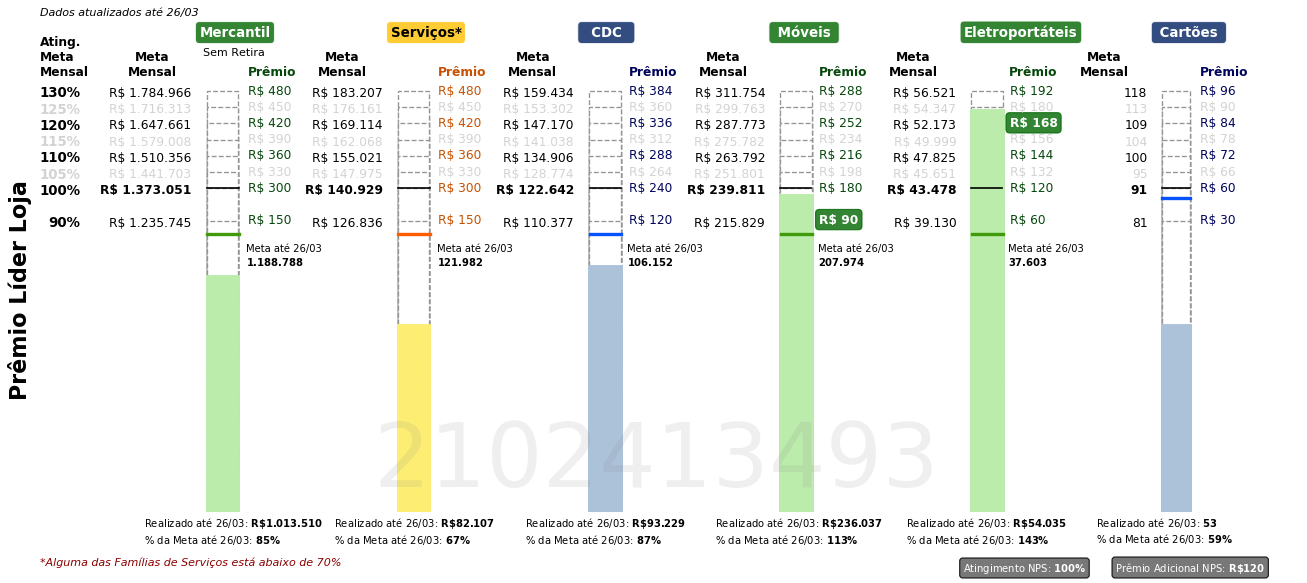 Dados atualizados até 26/03
Mercantil Serviços* CDC Móveis Eletroportáteis Cartões
Sem Retira
Ating. Meta Mensal Meta Mensal Prêmio Meta Mensal Prêmio Meta Mensal Prêmio Meta Mensal Prêmio Meta Mensal Prêmio Meta Mensal Prêmio
130% R$ 1.784.966 R$ 480 R$ 183.207 R$ 480 R$ 159.434 R$ 384 R$ 311.754 R$ 288 R$ 56.521 R$ 192 118 R$ 96
125% R$ 1.716.313 R$ 450 R$ 176.161 R$ 450 R$ 153.302 R$ 360 R$ 299.763 R$ 270 R$ 54.347 R$ 180 113 R$ 90
120% R$ 1.647.661 R$ 420 R$ 169.114 R$ 420 R$ 147.170 R$ 336 R$ 287.773 R$ 252 R$ 52.173 R$ 168 109 R$ 84
115% R$ 1.579.008 R$ 390 R$ 162.068 R$ 390 R$ 141.038 R$ 312 R$ 275.782 R$ 234 R$ 49.999 R$ 156 104 R$ 78
110% R$ 1.510.356 R$ 360 R$ 155.021 R$ 360 R$ 134.906 R$ 288 R$ 263.792 R$ 216 R$ 47.825 R$ 144 100 R$ 72
105% R$ 1.441.703 R$ 330 R$ 147.975 R$ 330 R$ 128.774 R$ 264 R$ 251.801 R$ 198 R$ 45.651 R$ 132 95 R$ 66
100% R$ 1.373.051 R$ 300 R$ 140.929 R$ 300 R$ 122.642 R$ 240 R$ 239.811 R$ 180 R$ 43.478 R$ 120 91 R$ 60
90% R$ 1.235.745 R$ 150 R$ 126.836 R$ 150 R$ 110.377 R$ 120 R$ 215.829 R$ 90 R$ 39.130 R$ 60 81 R$ 30
Meta até 26/03 Meta até 26/03 Meta até 26/03 Meta até 26/03 Meta até 26/03
1.188.788 121.982 106.152 207.974 37.603
Prêmio Líder Loja
2102413493
Realizado até 26/03: R$1.013.510 Realizado até 26/03: R$82.107 Realizado até 26/03: R$93.229 Realizado até 26/03: R$236.037 Realizado até 26/03: R$54.035 Realizado até 26/03: 53
% da Meta até 26/03: 85% % da Meta até 26/03: 67% % da Meta até 26/03: 87% % da Meta até 26/03: 113% % da Meta até 26/03: 143% % da Meta até 26/03: 59%
*Alguma das Famílias de Serviços está abaixo de 70%
Atingimento NPS: 100% Prêmio Adicional NPS: R$120